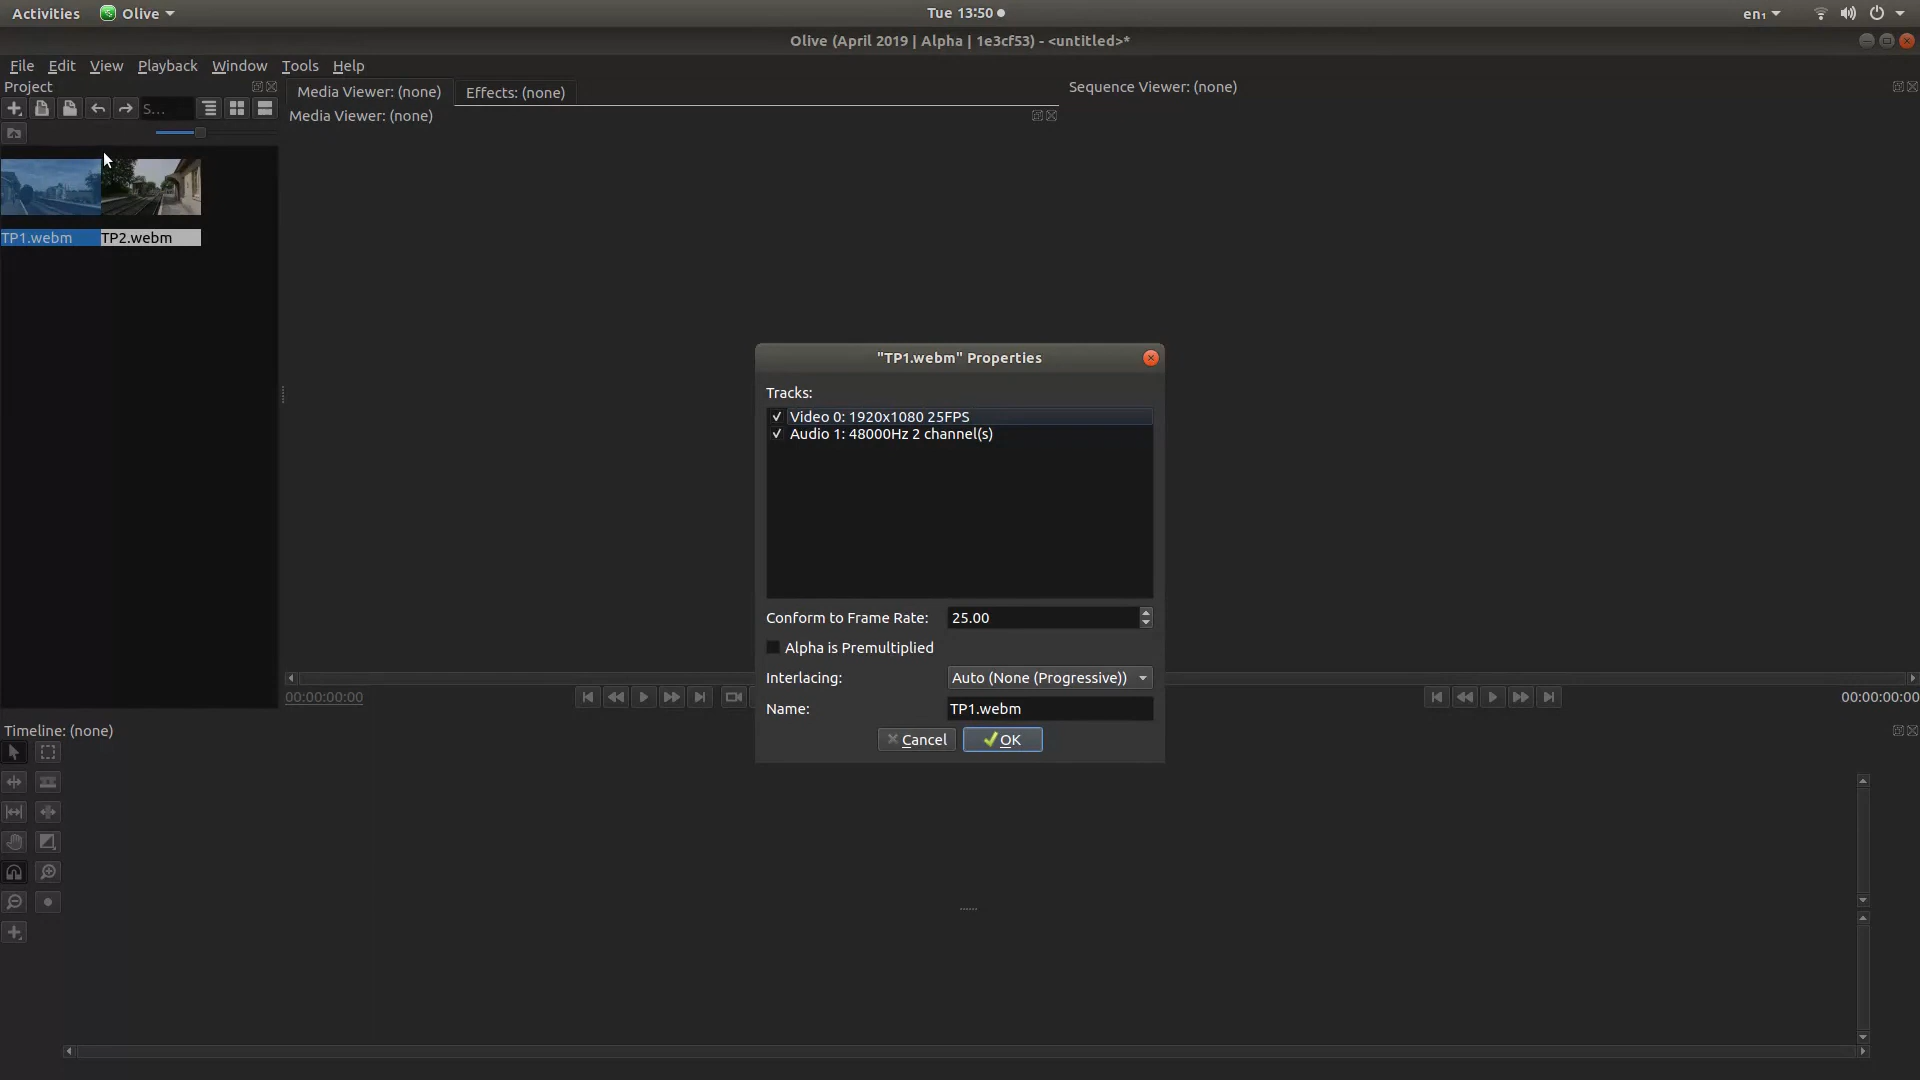 Activities Olive Tue 13:50 en₁
Olive (April 2019 | Alpha | 1e3cf53) - <untitled>*
File Edit View Playback Window Tools Help
Project
Media Viewer: (none) Effects: (none)
Sequence Viewer: (none)
S...
Media Viewer: (none)
TP1.webm TP2.webm
"TP1.webm" Properties
Tracks:
Video 0: 1920x1080 25FPS
Audio 1: 48000Hz 2 channel(s)
Conform to Frame Rate: 25.00
Alpha is Premultiplied
Interlacing: Auto (None (Progressive))
Name: TP1.webm
Cancel OK
00:00:00:00
00:00:00:00
Timeline: (none)